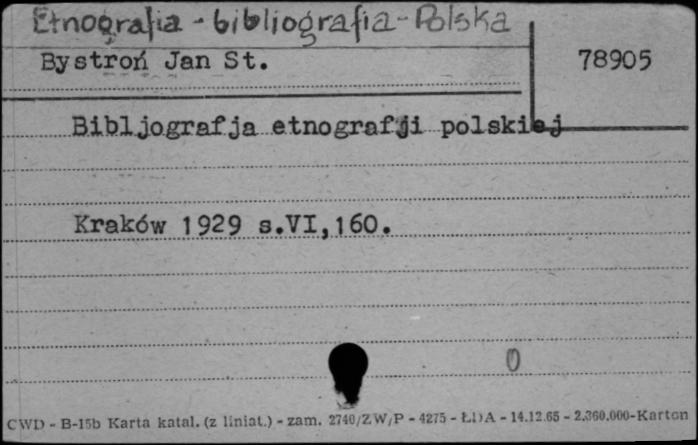 Etnografia - bibliografia - Polska
Bystroń Jan St.
78905
Bibljografja etnografji polskiej
Kraków 1929 s.VI,160.
0
CWD - B-15b Karta katal. (z liniat.) - zam. 2740/ZW/P - 4275 - ŁDA - 14.12.65 - 2.360.000-Karton